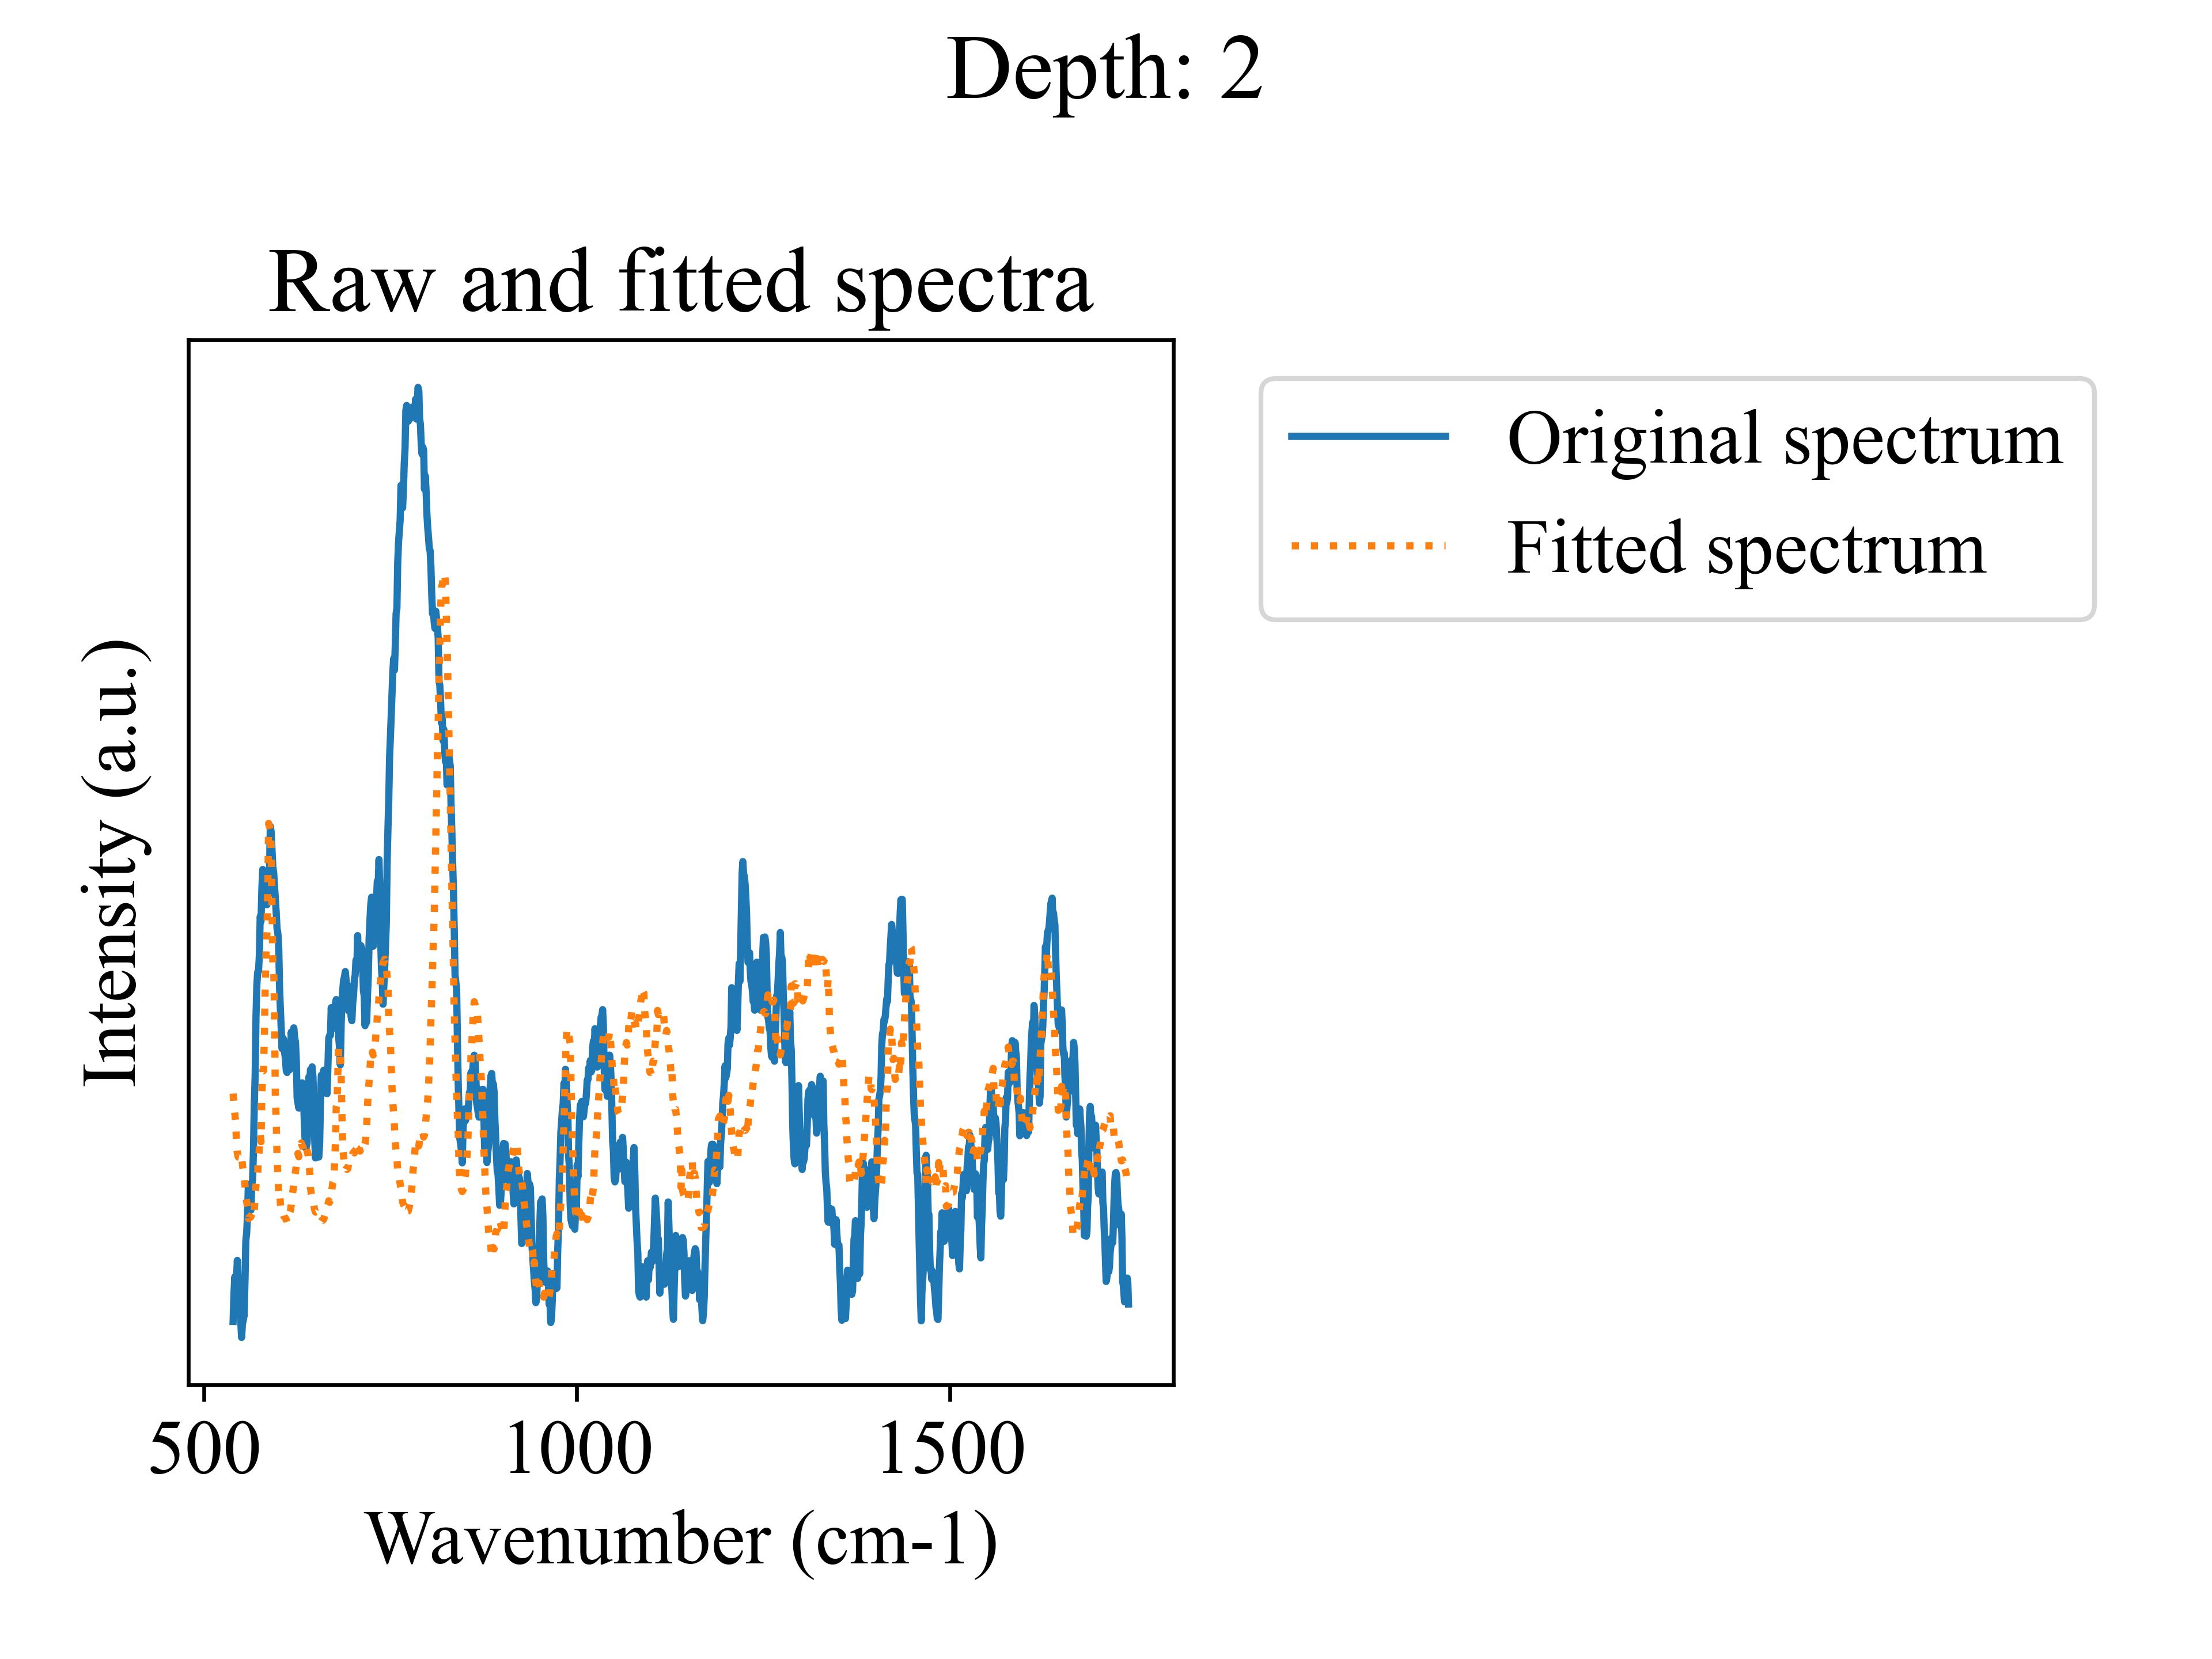 Depth: 2
Raw and fitted spectra
Original spectrum
Fitted spectrum
Intensity (a.u.)
500 1000 1500
Wavenumber (cm-1)